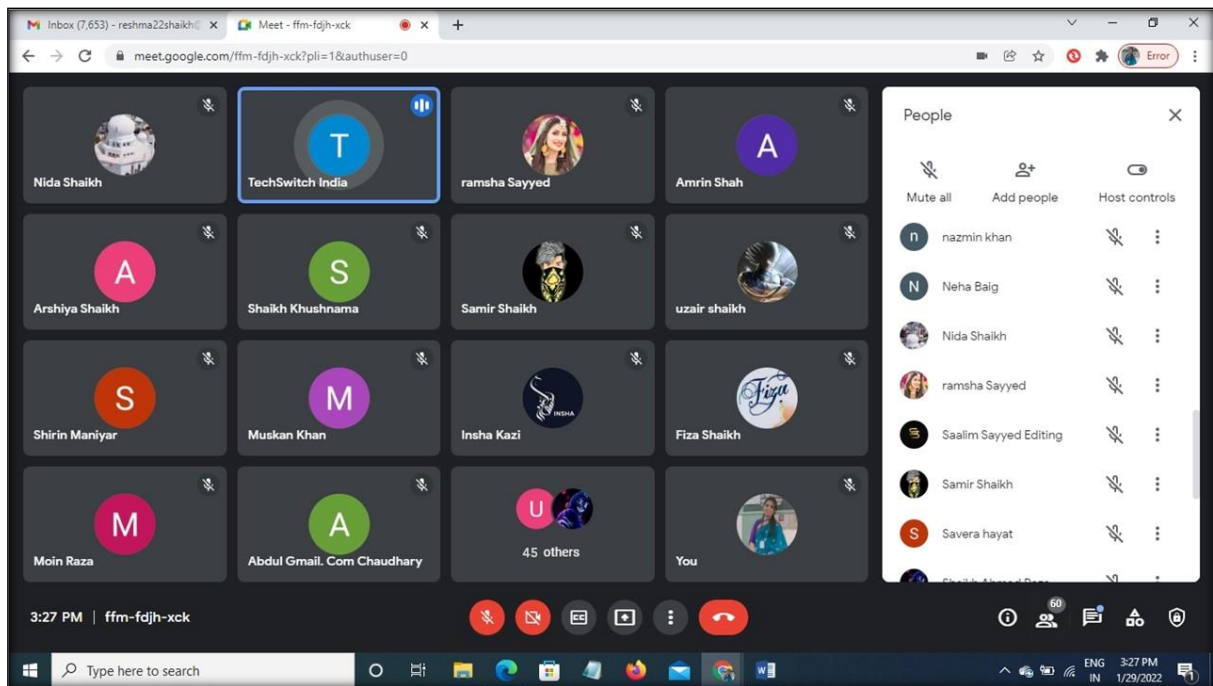 Inbox (7,653) - reshma22shaikh
Meet - ffm-fdjh-xck
meet.google.com/ffm-fdjh-xck?pli=1&authuser=0
Error
Nida Shaikh
T
TechSwitch India
ramsha Sayyed
A
Amrin Shah
A
Arshiya Shaikh
S
Shaikh Khushnama
Samir Shaikh
uzair shaikh
S
Shirin Maniyar
M
Muskan Khan
INSHA
Insha Kazi
Fiza
Fiza Shaikh
M
Moin Raza
A
Abdul Gmail. Com Chaudhary
U
45 others
You
People
Mute all
Add people
Host controls
n nazmin khan
N Neha Baig
Nida Shaikh
ramsha Sayyed
S Saalim Sayyed Editing
Samir Shaikh
S Savera hayat
3:27 PM | ffm-fdjh-xck
CC
60
Type here to search
W
ENG 3:27 PM
IN 1/29/2022
1